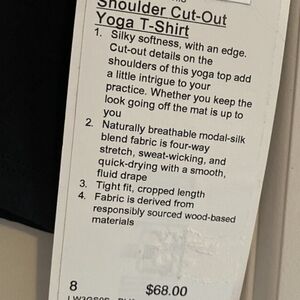 Shoulder Cut-Out
Yoga T-Shirt
1. Silky softness, with an edge.
Cut-out details on the
shoulders of this yoga top add
a little intrigue to your
practice. Whether you keep the
look going off the mat is up to
you
2. Naturally breathable modal-silk
blend fabric is four-way
stretch, sweat-wicking, and
quick-drying with a smooth,
fluid drape
3. Tight fit, cropped length
4. Fabric is derived from
responsibly sourced wood-based
materials
8 $68.00